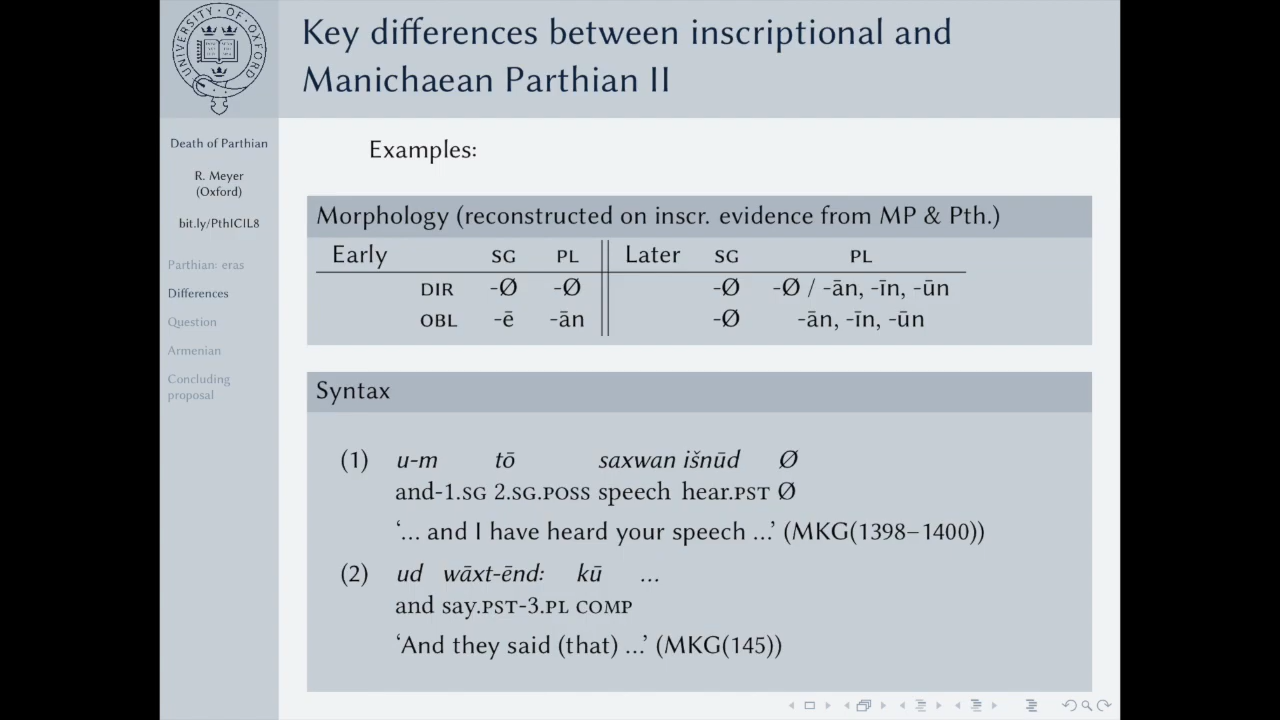 UNIVERSITY · OF · OXFORD
Key differences between inscriptional and
Manichaean Parthian II
Death of Parthian
R. Meyer
(Oxford)
bit.ly/PthICIL8
Parthian: eras
Differences
Question
Armenian
Concluding
proposal
Examples:
Morphology (reconstructed on inscr. evidence from MP & Pth.)
Early SG PL Later SG PL
DIR -Ø -Ø -Ø -Ø / -ān, -īn, -ūn
OBL -ē -ān -Ø -ān, -īn, -ūn
Syntax
(1) u-m tō saxwan išnūd Ø
and-1.SG 2.SG.POSS speech hear.PST Ø
‘... and I have heard your speech ...’ (MKG(1398–1400))
(2) ud wāxt-ēnd: kū ...
and say.PST-3.PL COMP
‘And they said (that) ...’ (MKG(145))